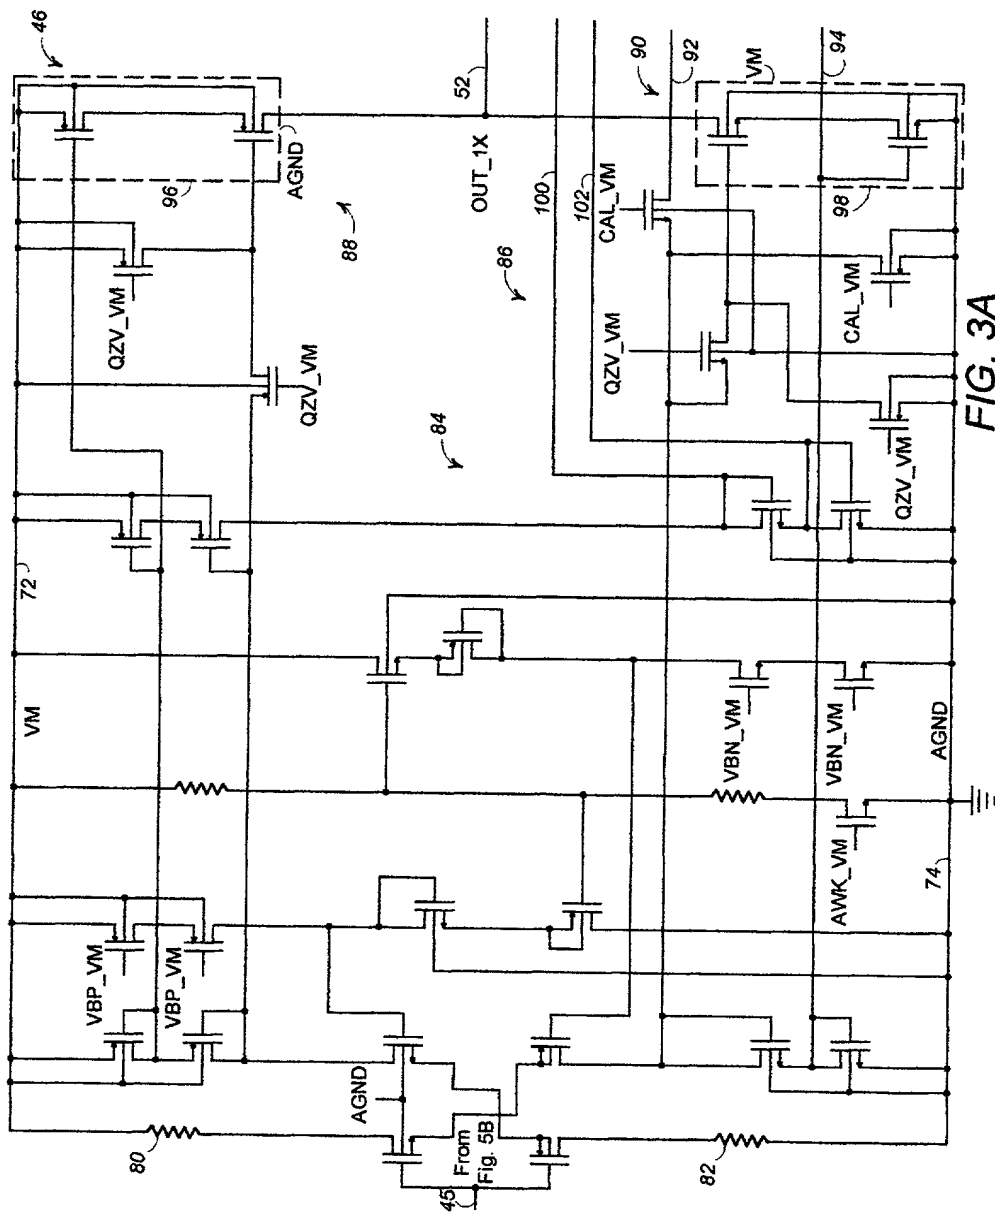 46
52
90
92
VM
94
96
AGND
OUT_1X
100
102
CAL_VM
98
88
86
QZV_VM
QZV_VM
QZV_VM
CAL_VM
QZV_VM
FIG. 3A
84
72
VM
VBN_VM
VBN_VM
AGND
AWK_VM
74
VBP_VM
VBP_VM
AGND
80
From
Fig. 5B
45
82